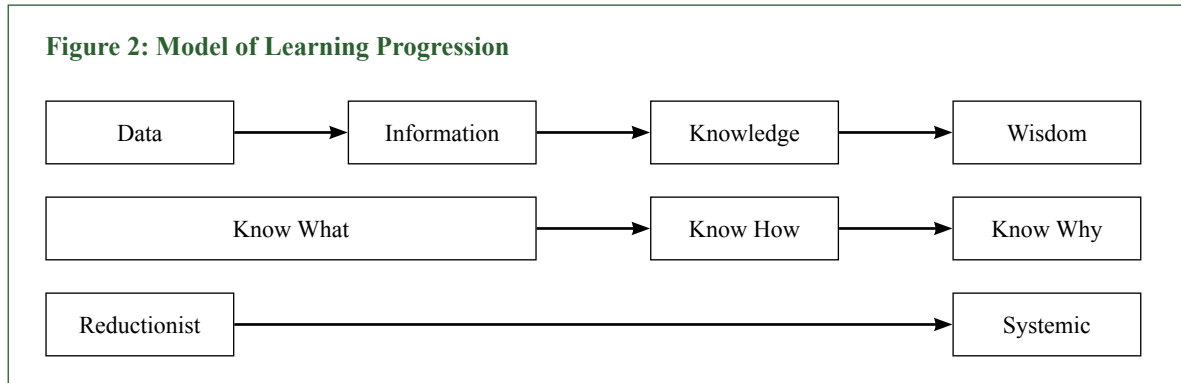 Figure 2: Model of Learning Progression
Data Information Knowledge Wisdom
Know What Know How Know Why
Reductionist Systemic